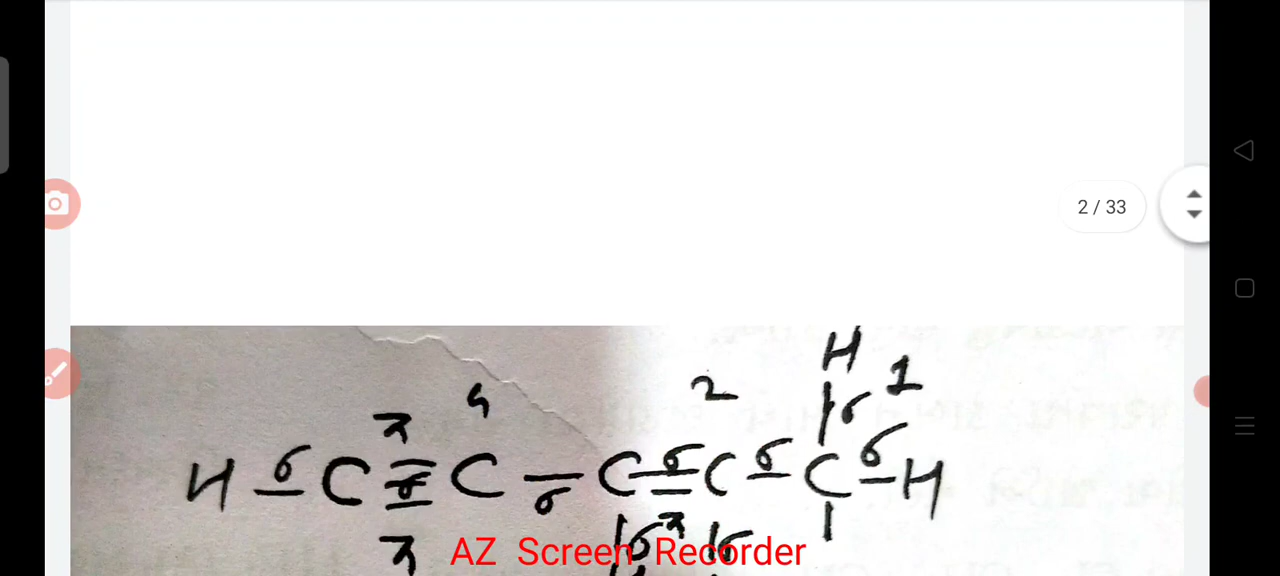 2 / 33
H 1
π 4 2 σ
H σ C ≡ σ C – σ C = σ C σ C σ H
π σ π σ
AZ Screen Recorder